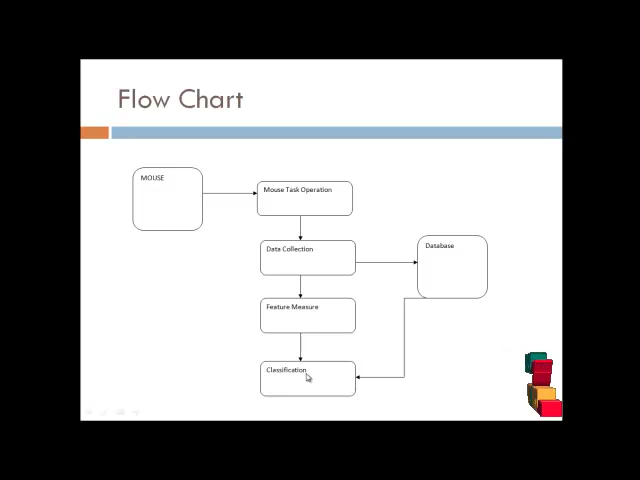 Flow Chart
MOUSE
Mouse Task Operation
Data Collection
Database
Feature Measure
Classification